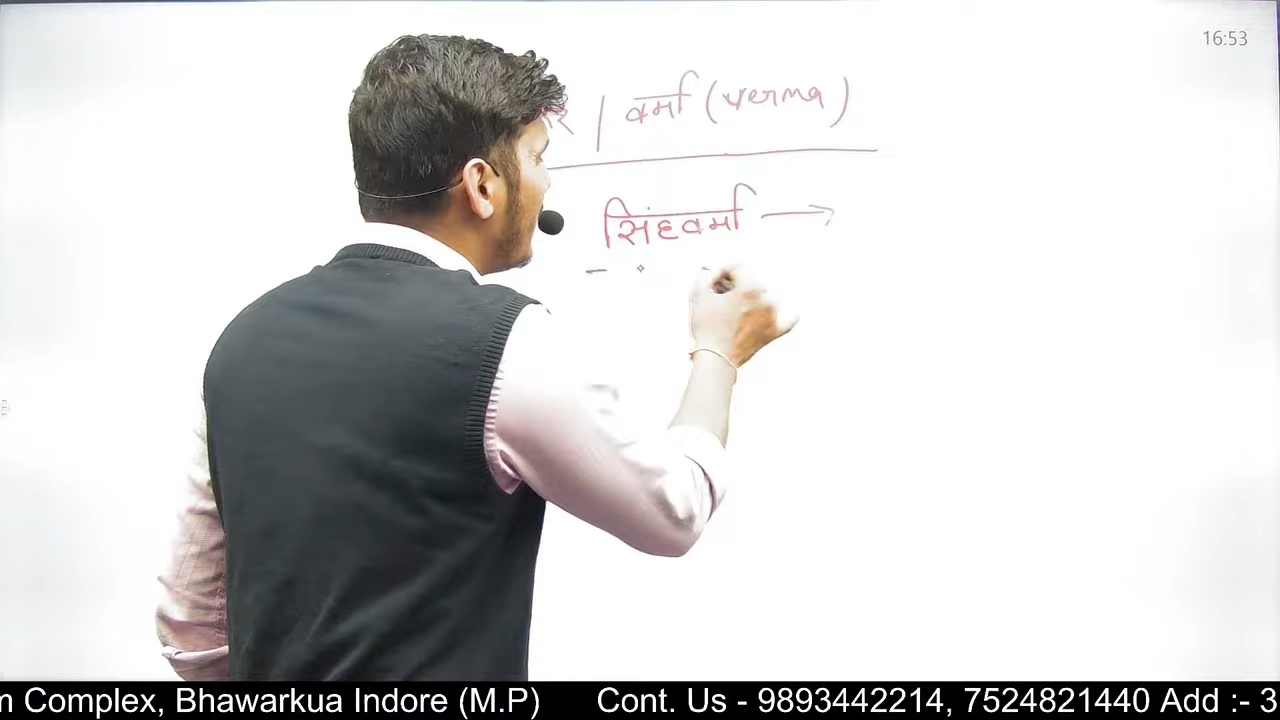 16:53
वर्मा (verma)
सिंहवर्मा →
m Complex, Bhawarkua Indore (M.P) Cont. Us - 9893442214, 7524821440 Add :- 3